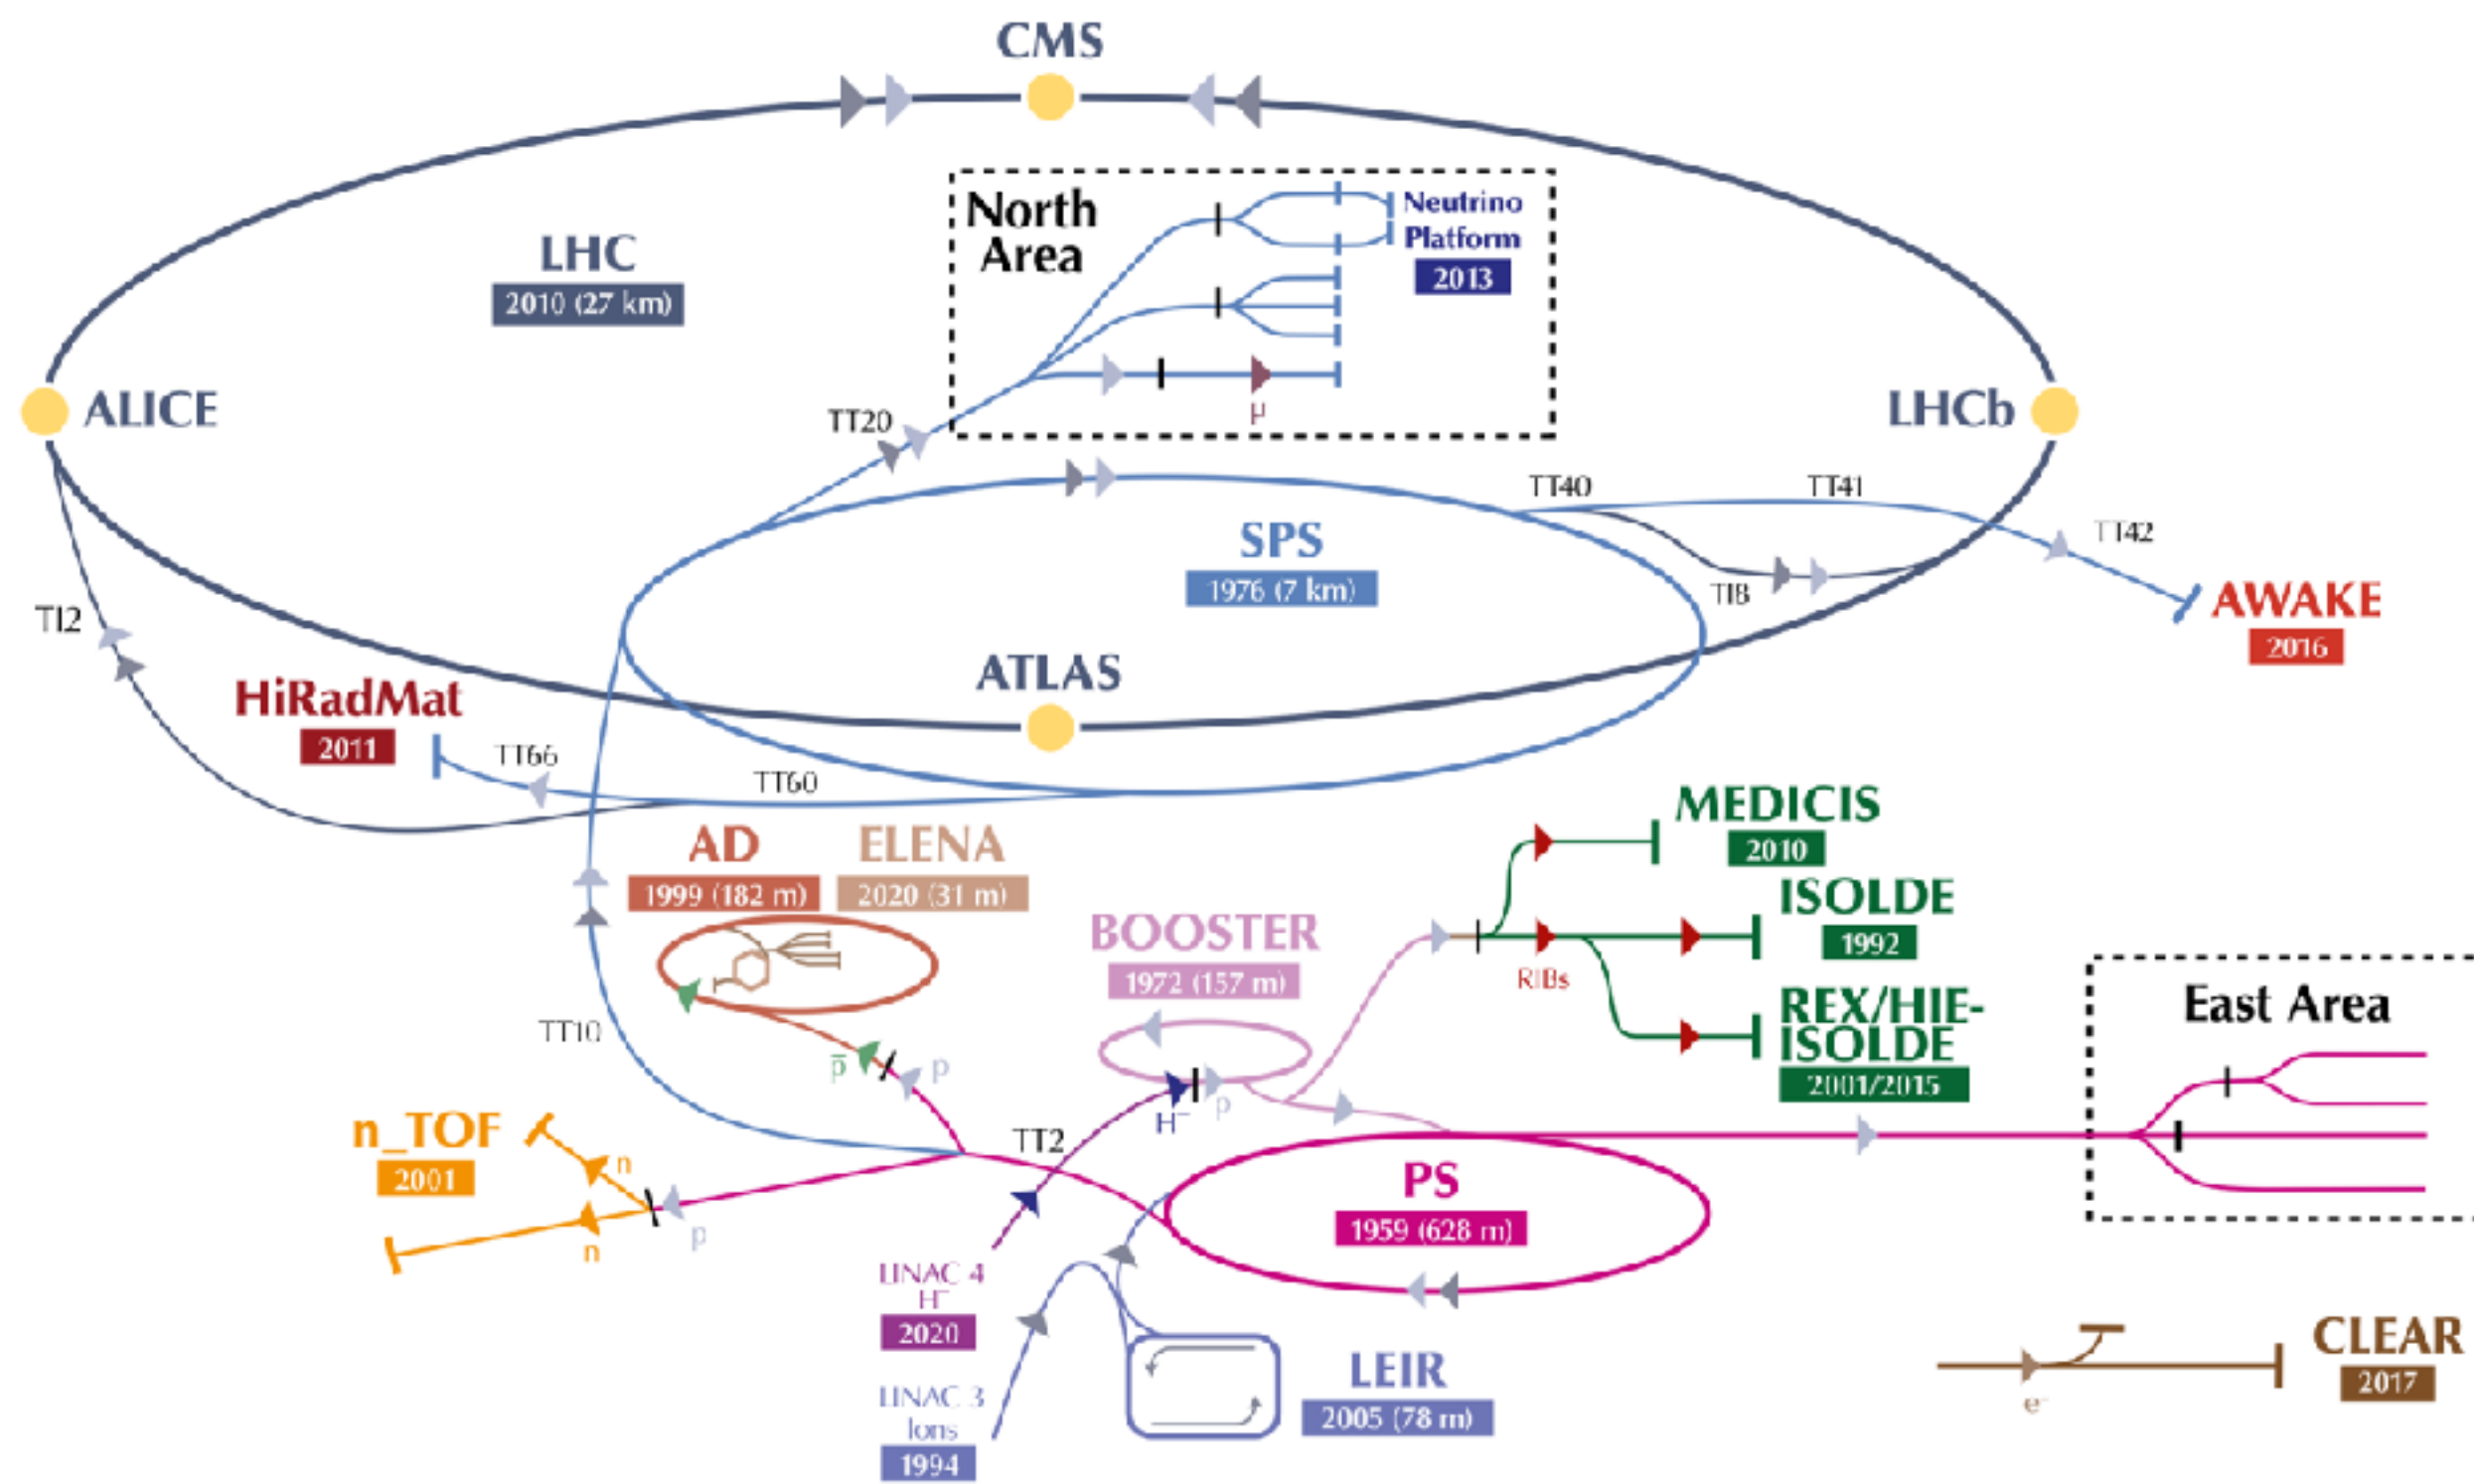 CMS
North
Area
Neutrino
Platform
2013
LHC
2010 (27 km)
ALICE
LHCb
TT20
μ
TT40
TT41
TT42
SPS
1976 (7 km)
TI8
AWAKE
2016
TI2
ATLAS
HiRadMat
2011
TT66
TT60
AD
1999 (182 m)
ELENA
2020 (31 m)
MEDICIS
2010
ISOLDE
1992
BOOSTER
1972 (157 m)
RIBs
REX/HIE-
ISOLDE
2001/2015
East Area
TT10
p̄
p
H⁻
p
n_TOF
2001
n
n
p
TT2
PS
1959 (628 m)
LINAC 4
H⁻
2020
LINAC 3
Ions
1994
LEIR
2005 (78 m)
CLEAR
2017
e⁻